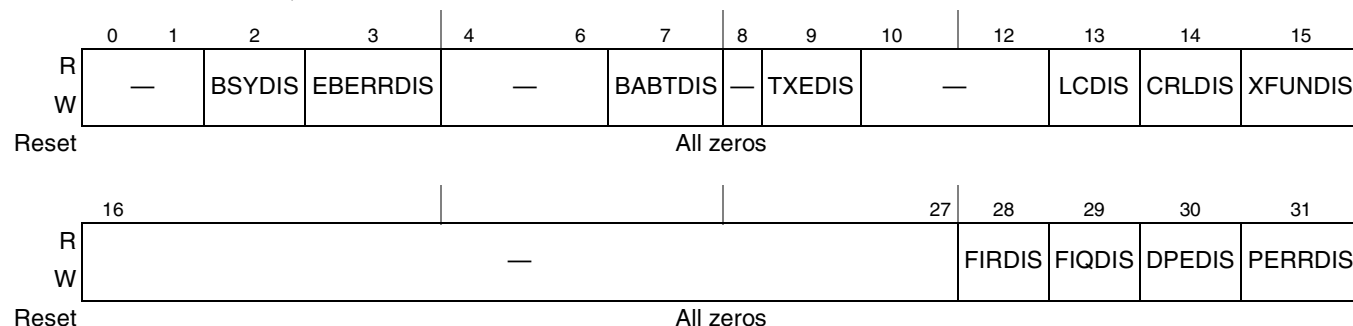 0 1 2 3 4 6 7 8 9 10 12 13 14 15
R
W
— BSYDIS EBERRDIS — BABTDIS — TXEDIS — LCDIS CRLDIS XFUNDIS
Reset All zeros
16 27 28 29 30 31
R
W
— FIRDIS FIQDIS DPEDIS PERRDIS
Reset All zeros